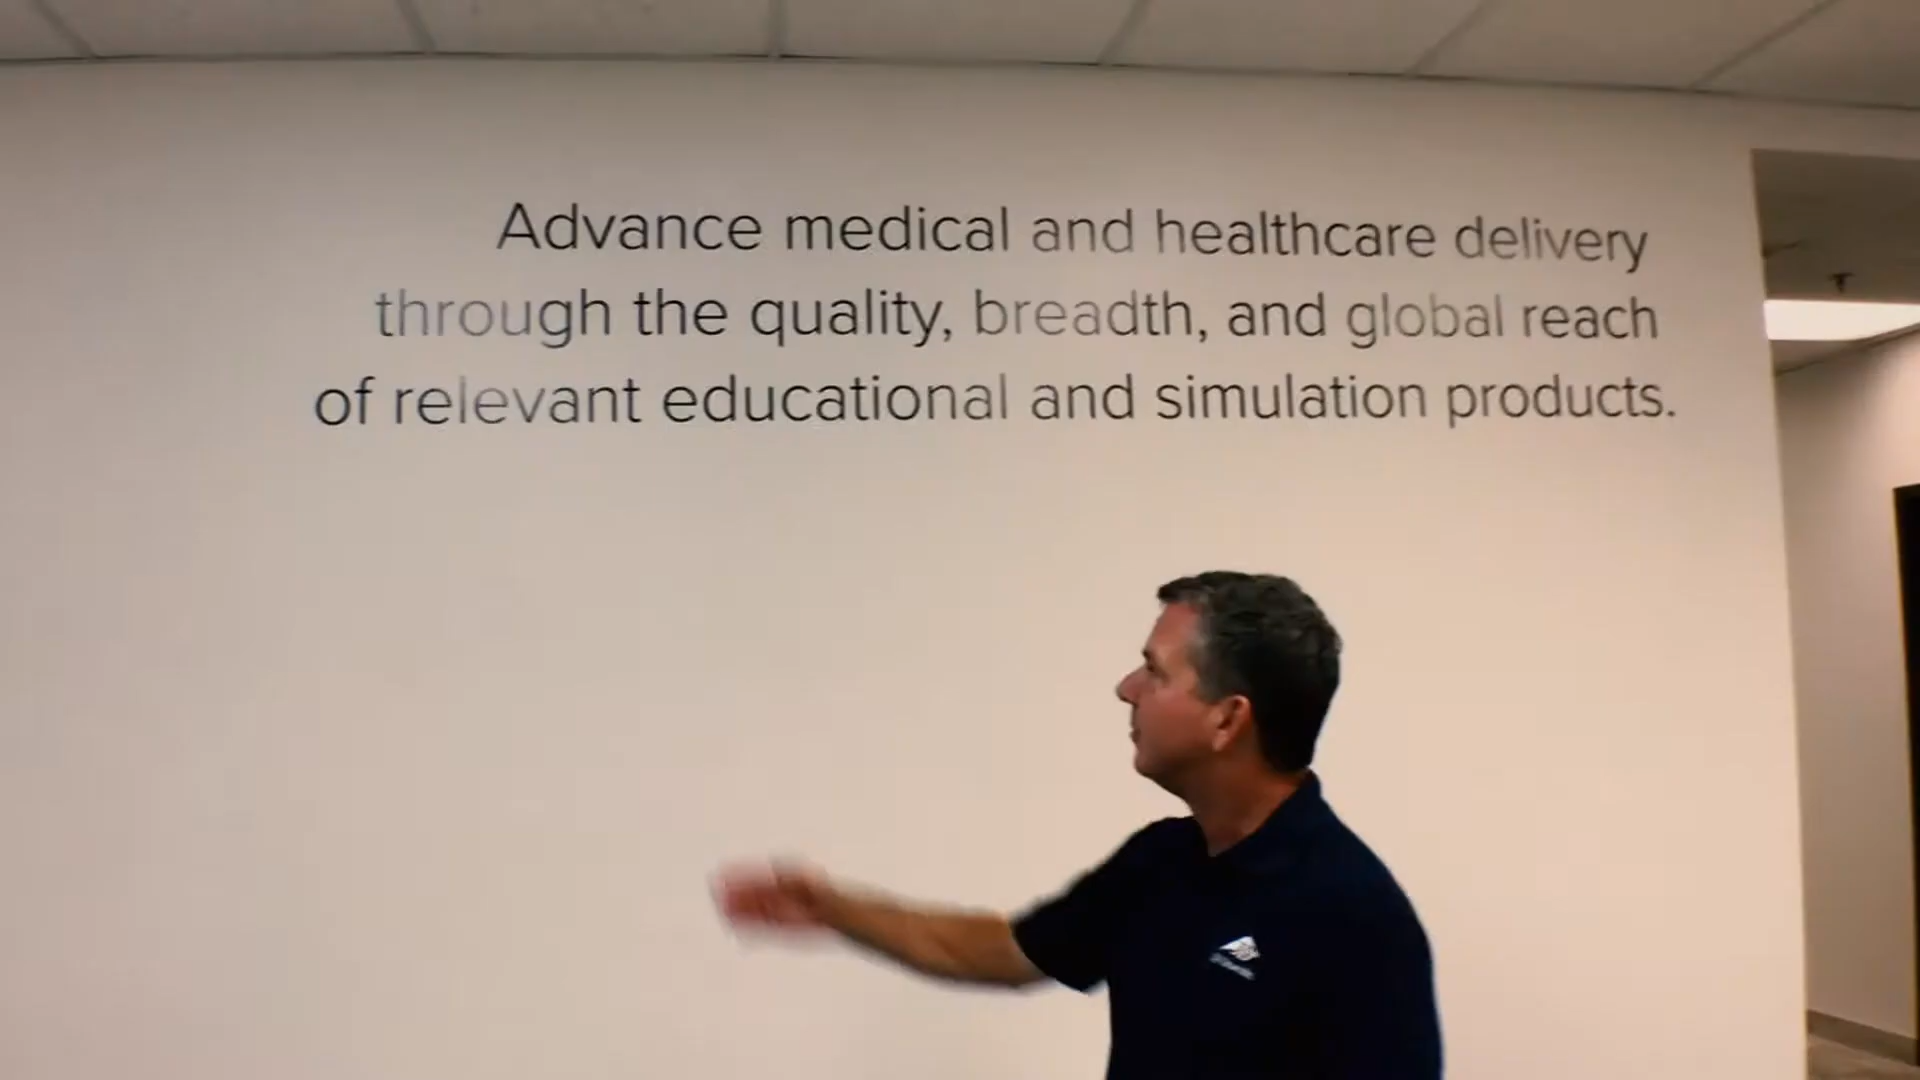 Advance medical and healthcare delivery
through the quality, breadth, and global reach
of relevant educational and simulation products.